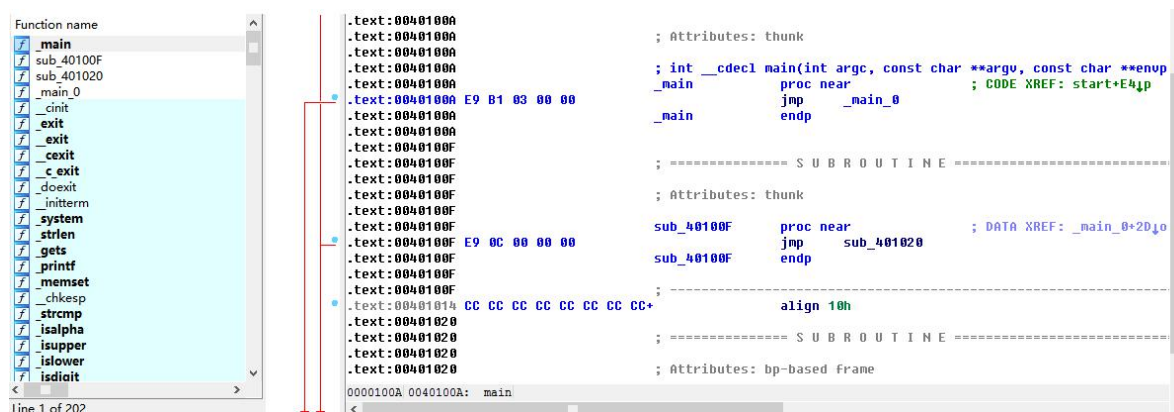 Function name
f _main
f sub_40100F
f sub_401020
f _main_0
f __cinit
f _exit
f __exit
f __cexit
f __c_exit
f _doexit
f __initterm
f _system
f _strlen
f _gets
f _printf
f _memset
f __chkesp
f _strcmp
f _isalpha
f _isupper
f _islower
f _isdigit
Line 1 of 202
.text:0040100A
.text:0040100A ; Attributes: thunk
.text:0040100A
.text:0040100A ; int __cdecl main(int argc, const char **argv, const char **envp
.text:0040100A _main proc near ; CODE XREF: start+E4↓p
.text:0040100A E9 B1 03 00 00 jmp _main_0
.text:0040100A _main endp
.text:0040100A
.text:0040100F
.text:0040100F ; =============== S U B R O U T I N E ===========================
.text:0040100F
.text:0040100F ; Attributes: thunk
.text:0040100F
.text:0040100F sub_40100F proc near ; DATA XREF: _main_0+2D↓o
.text:0040100F E9 0C 00 00 00 jmp sub_401020
.text:0040100F sub_40100F endp
.text:0040100F
.text:0040100F ; ---------------------------------------------------------------
.text:00401014 CC CC CC CC CC CC CC CC+ align 10h
.text:00401020
.text:00401020 ; =============== S U B R O U T I N E ===========================
.text:00401020
.text:00401020 ; Attributes: bp-based frame
0000100A 0040100A: main